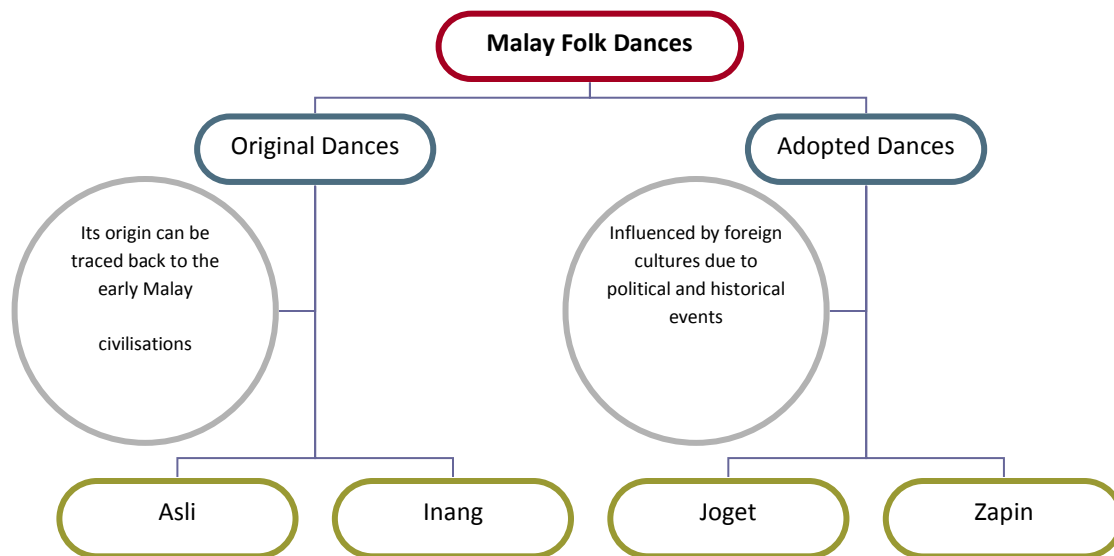 Malay Folk Dances
Original Dances
Adopted Dances
Its origin can be
traced back to the
early Malay
civilisations
Influenced by foreign
cultures due to
political and historical
events
Asli
Inang
Joget
Zapin